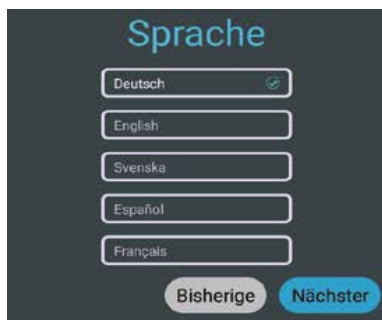 Sprache
Deutsch
English
Svenska
Español
Français
Bisherige Nächster